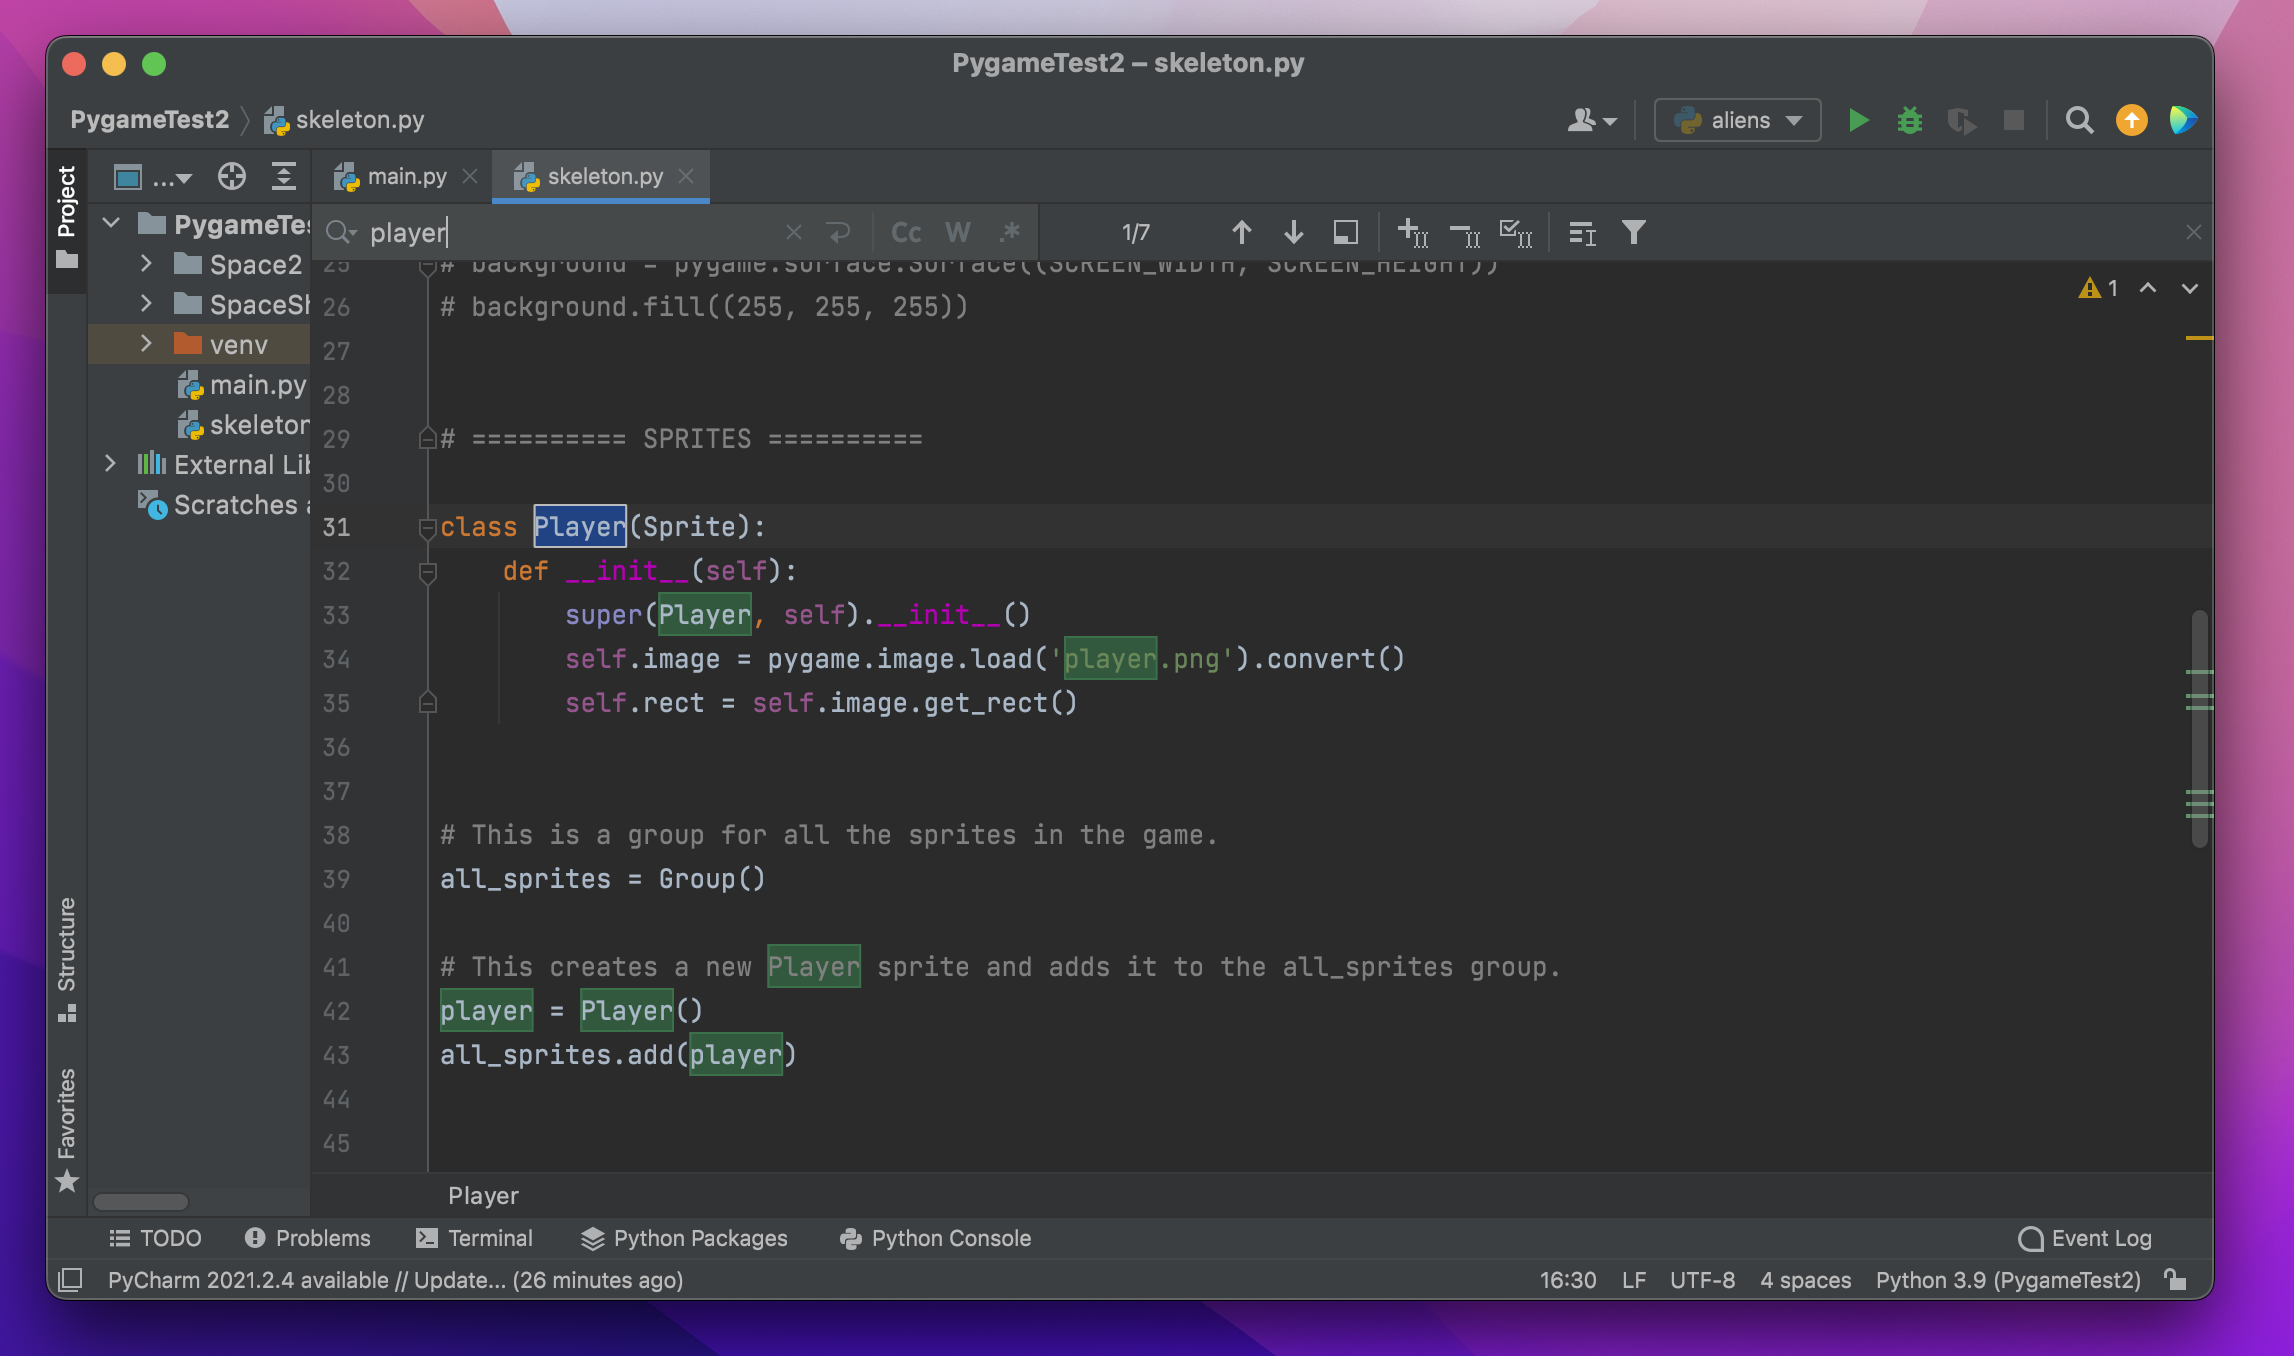 PygameTest2 – skeleton.py
PygameTest2 skeleton.py
aliens
Project
...
main.py
skeleton.py
player
Cc W .*
1/7
PygameTes
Space2
SpaceSh
venv
main.py
skeleton
External Lib
Scratches a
1
25 # background = pygame.surface.Surface((SCREEN_WIDTH, SCREEN_HEIGHT))
26 # background.fill((255, 255, 255))
27
28
29 # ========== SPRITES ==========
30
31 class Player(Sprite):
32 def __init__(self):
33 super(Player, self).__init__()
34 self.image = pygame.image.load('player.png').convert()
35 self.rect = self.image.get_rect()
36
37
38 # This is a group for all the sprites in the game.
39 all_sprites = Group()
40
41 # This creates a new Player sprite and adds it to the all_sprites group.
42 player = Player()
43 all_sprites.add(player)
44
45
Structure
Favorites
Player
TODO Problems Terminal Python Packages Python Console Event Log
PyCharm 2021.2.4 available // Update... (26 minutes ago) 16:30 LF UTF-8 4 spaces Python 3.9 (PygameTest2)